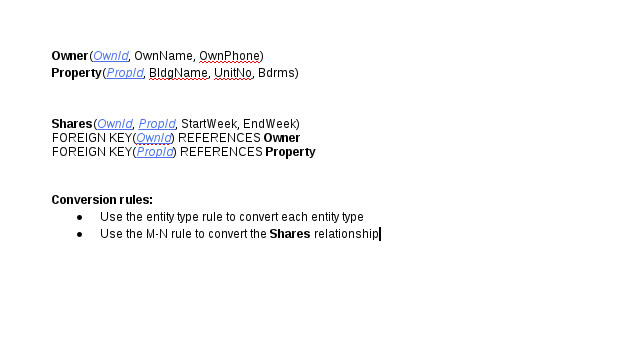 Owner(OwnId, OwnName, OwnPhone)
Property(PropId, BldgName, UnitNo, Bdrms)
Shares(OwnId, PropId, StartWeek, EndWeek)
FOREIGN KEY(OwnId) REFERENCES Owner
FOREIGN KEY(PropId) REFERENCES Property
Conversion rules:
● Use the entity type rule to convert each entity type
● Use the M-N rule to convert the Shares relationship